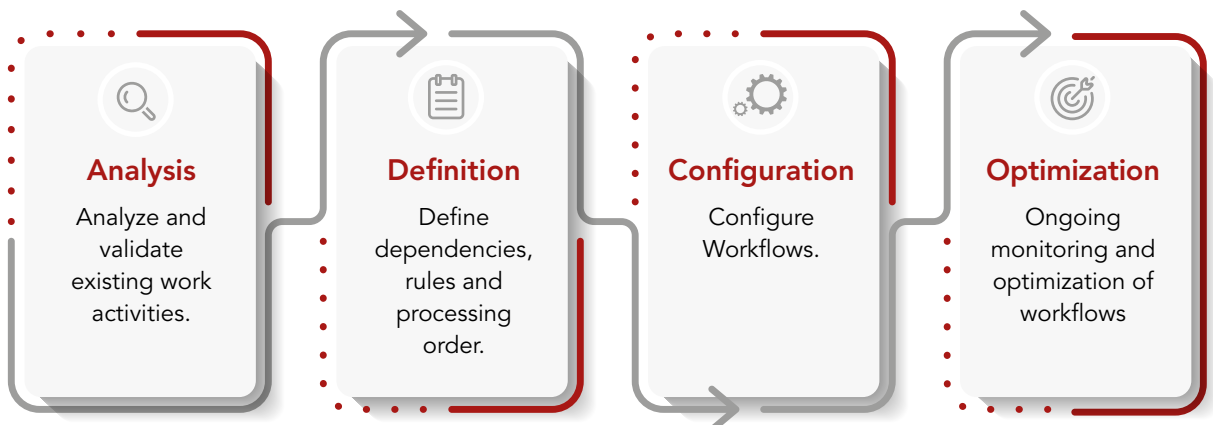 Analysis
Analyze and
validate
existing work
activities.
Definition
Define
dependencies,
rules and
processing
order.
Configuration
Configure
Workflows.
Optimization
Ongoing
monitoring and
optimization of
workflows